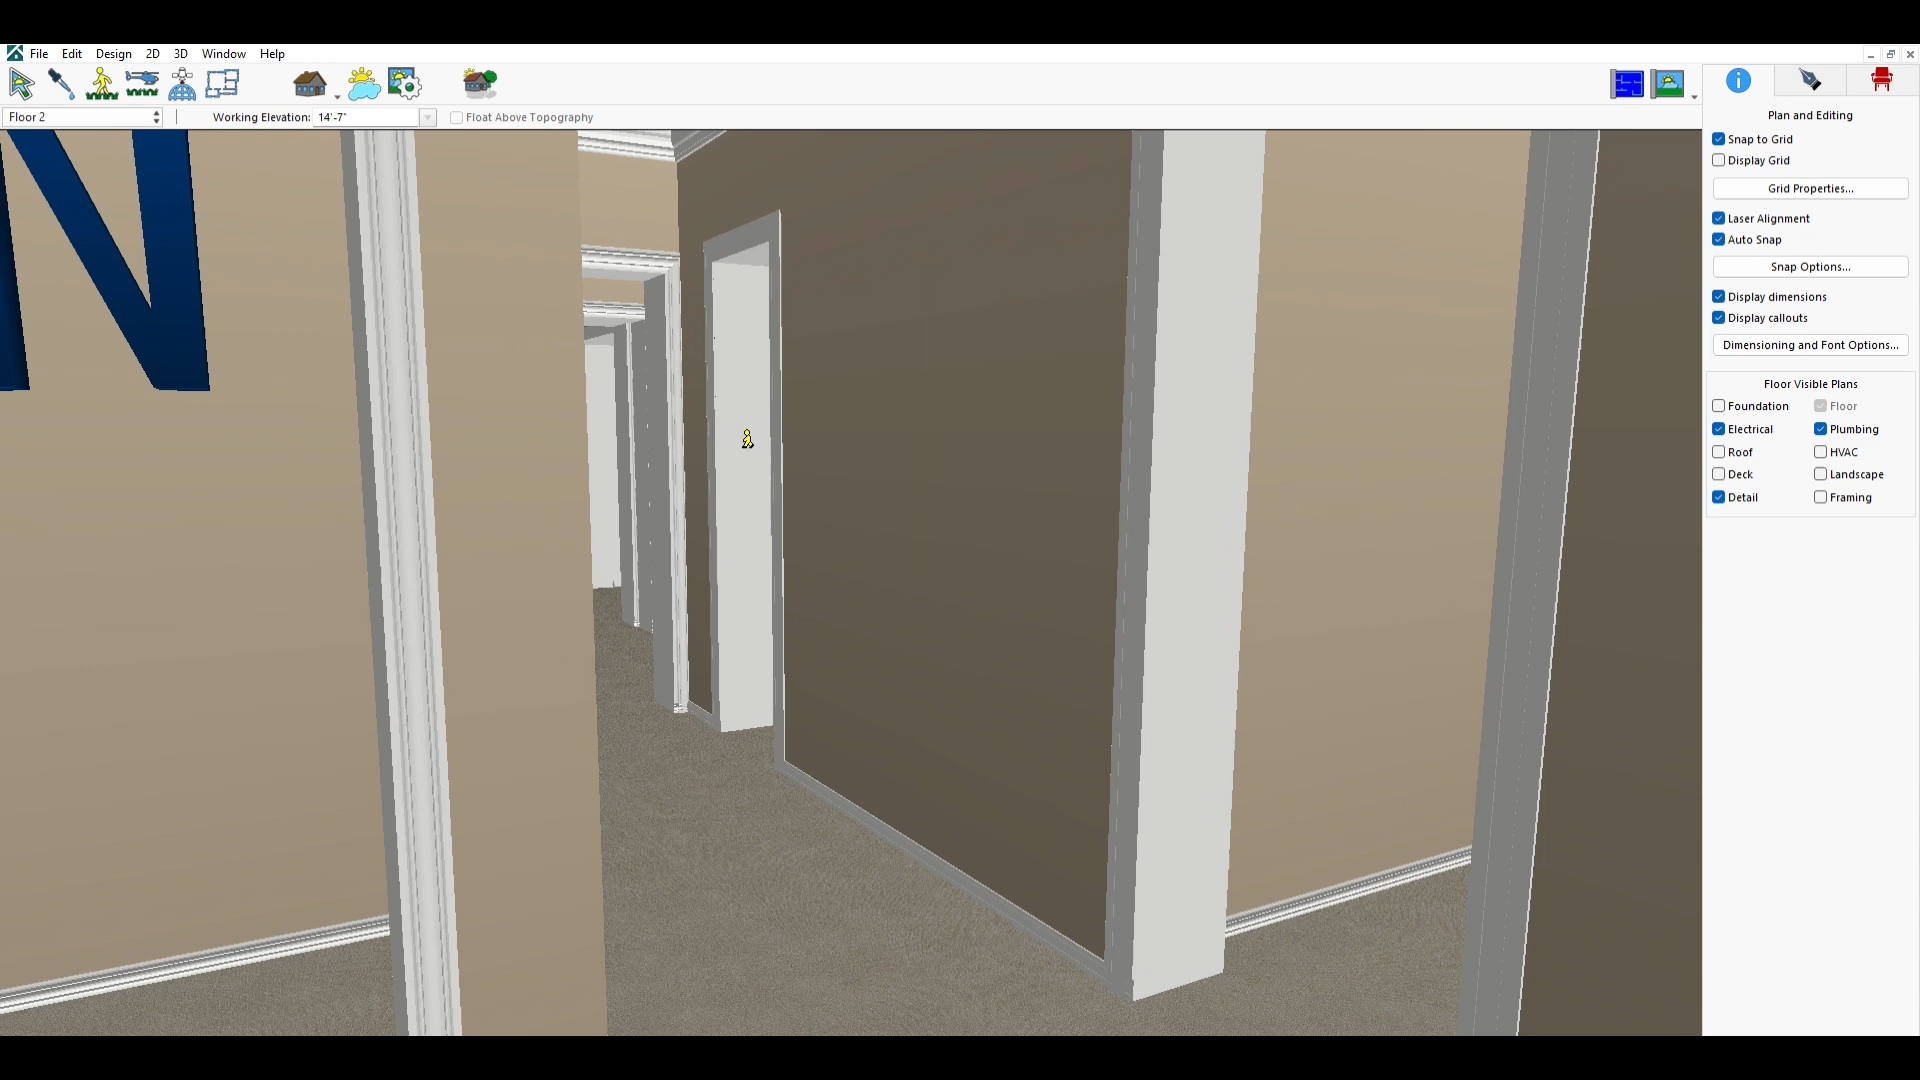 File Edit Design 2D 3D Window Help
Floor 2 Working Elevation: 14'-7" Float Above Topography
N
Plan and Editing
Snap to Grid
Display Grid
Grid Properties...
Laser Alignment
Auto Snap
Snap Options...
Display dimensions
Display callouts
Dimensioning and Font Options...
Floor Visible Plans
Foundation Floor
Electrical Plumbing
Roof HVAC
Deck Landscape
Detail Framing